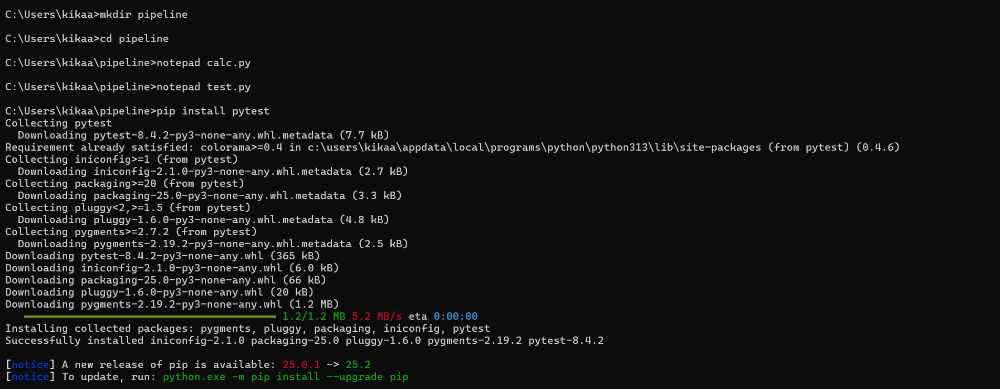 C:\Users\kikaa>mkdir pipeline
C:\Users\kikaa>cd pipeline
C:\Users\kikaa\pipeline>notepad calc.py
C:\Users\kikaa\pipeline>notepad test.py
C:\Users\kikaa\pipeline>pip install pytest
Collecting pytest
  Downloading pytest-8.4.2-py3-none-any.whl.metadata (7.7 kB)
Requirement already satisfied: colorama>=0.4 in c:\users\kikaa\appdata\local\programs\python\python313\lib\site-packages (from pytest) (0.4.6)
Collecting iniconfig>=1 (from pytest)
  Downloading iniconfig-2.1.0-py3-none-any.whl.metadata (2.7 kB)
Collecting packaging>=20 (from pytest)
  Downloading packaging-25.0-py3-none-any.whl.metadata (3.3 kB)
Collecting pluggy<2,>=1.5 (from pytest)
  Downloading pluggy-1.6.0-py3-none-any.whl.metadata (4.8 kB)
Collecting pygments>=2.7.2 (from pytest)
  Downloading pygments-2.19.2-py3-none-any.whl.metadata (2.5 kB)
Downloading pytest-8.4.2-py3-none-any.whl (365 kB)
Downloading iniconfig-2.1.0-py3-none-any.whl (6.0 kB)
Downloading packaging-25.0-py3-none-any.whl (66 kB)
Downloading pluggy-1.6.0-py3-none-any.whl (20 kB)
Downloading pygments-2.19.2-py3-none-any.whl (1.2 MB)
1.2/1.2 MB 5.2 MB/s eta 0:00:00
Installing collected packages: pygments, pluggy, packaging, iniconfig, pytest
Successfully installed iniconfig-2.1.0 packaging-25.0 pluggy-1.6.0 pygments-2.19.2 pytest-8.4.2
[notice] A new release of pip is available: 25.0.1 -> 25.2
[notice] To update, run: python.exe -m pip install --upgrade pip